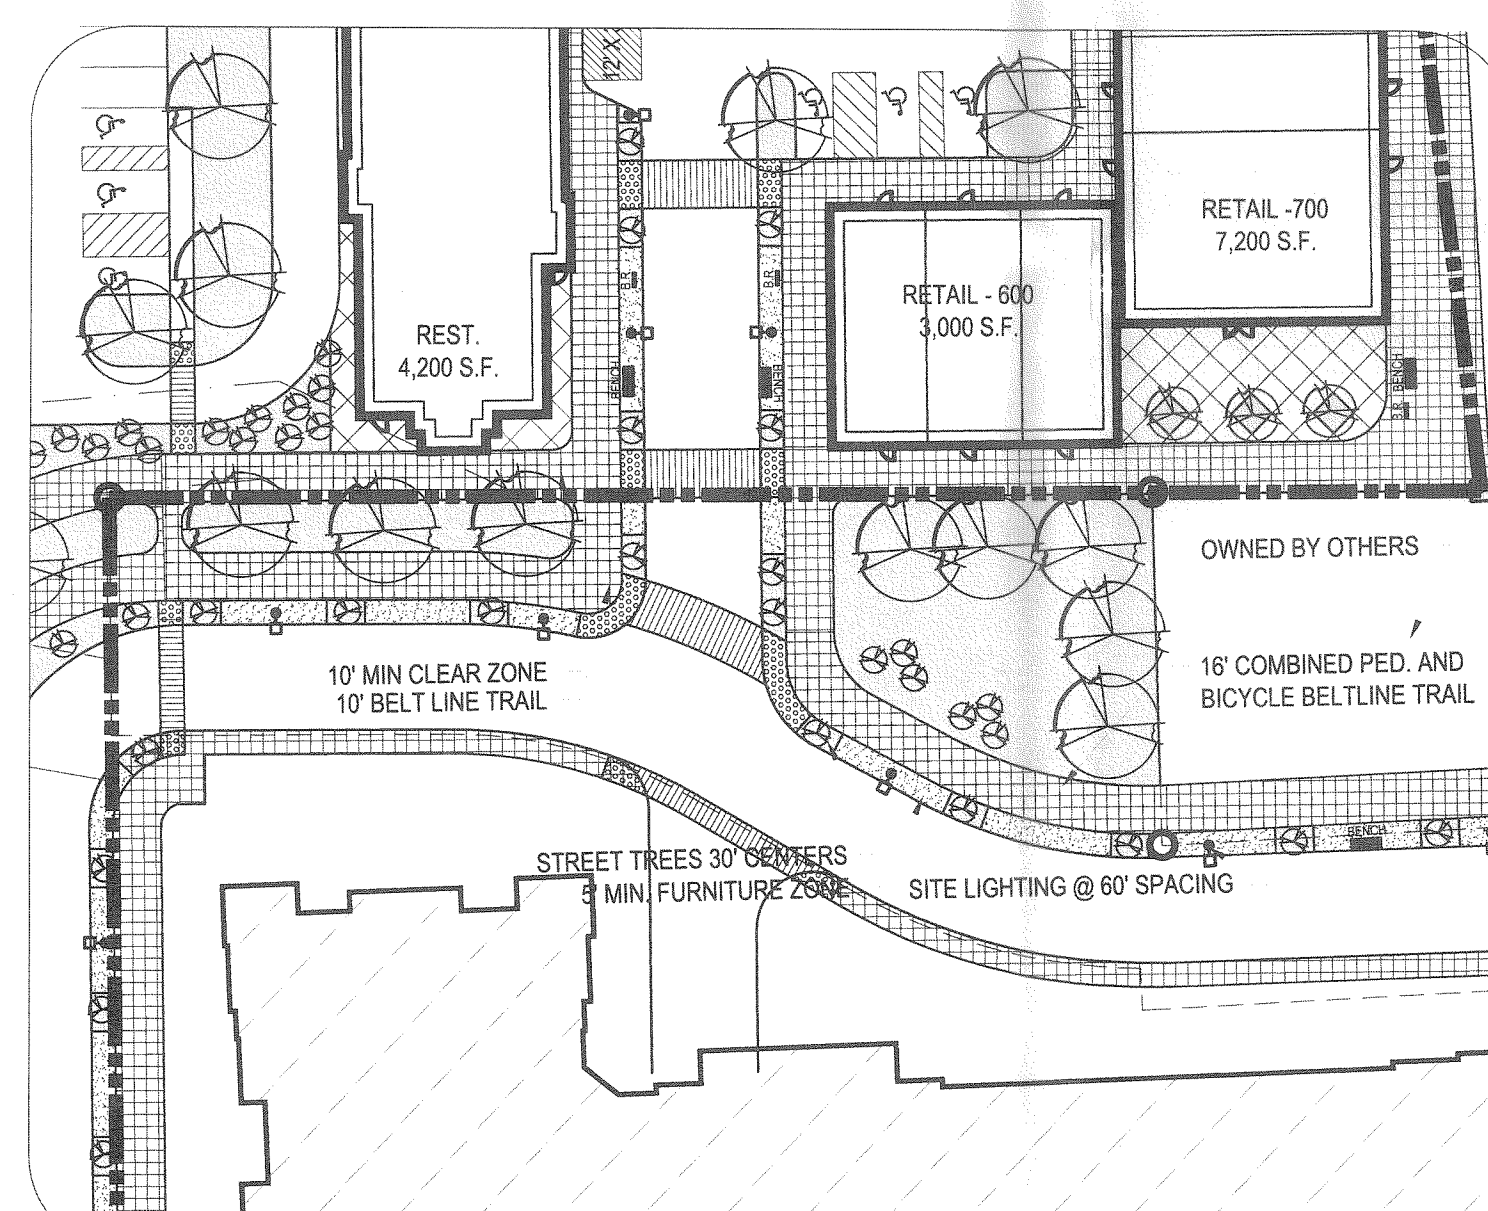 12' X
RETAIL -700
7,200 S.F.
B.R.
B.R.
RETAIL - 600
3,000 S.F.
REST.
4,200 S.F.
BENCH
BENCH
BENCH
B.R.
OWNED BY OTHERS
10' MIN CLEAR ZONE
10' BELT LINE TRAIL
16' COMBINED PED. AND
BICYCLE BELTLINE TRAIL
BENCH
STREET TREES 30' CENTERS
5' MIN. FURNITURE ZONE
SITE LIGHTING @ 60' SPACING